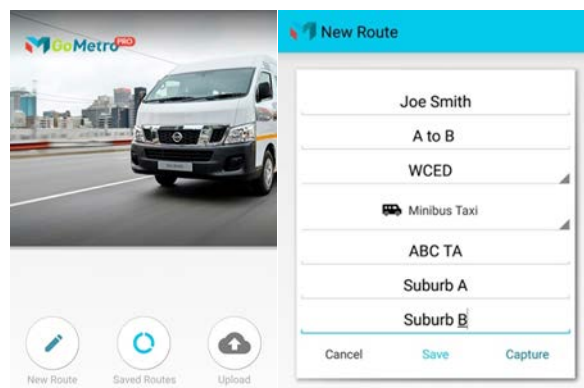 GoMetro PRO
New Route
Saved Routes
Upload
New Route
Joe Smith
A to B
WCED
Minibus Taxi
ABC TA
Suburb A
Suburb B
Cancel
Save
Capture